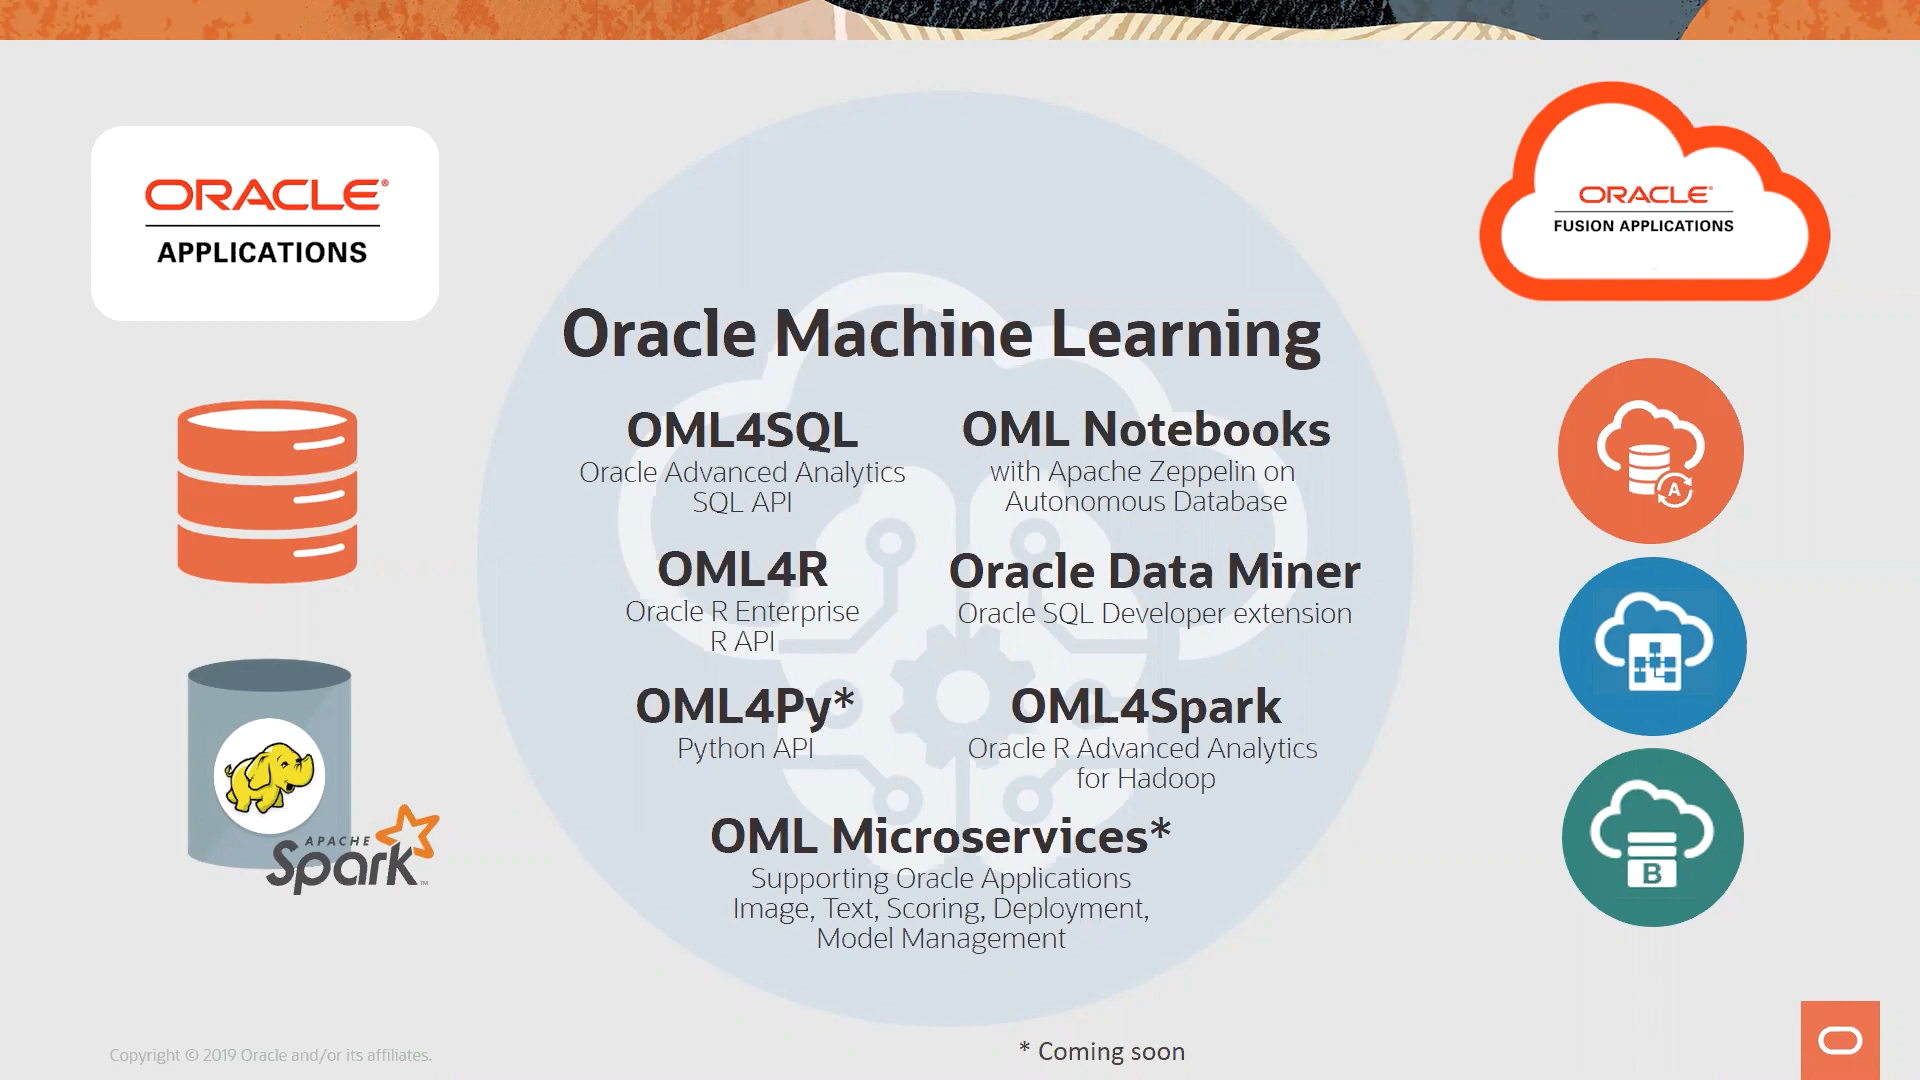 ORACLE®
APPLICATIONS
ORACLE®
FUSION APPLICATIONS
Oracle Machine Learning
OML4SQL
Oracle Advanced Analytics
SQL API
OML Notebooks
with Apache Zeppelin on
Autonomous Database
OML4R
Oracle R Enterprise
R API
Oracle Data Miner
Oracle SQL Developer extension
OML4Py*
Python API
OML4Spark
Oracle R Advanced Analytics
for Hadoop
OML Microservices*
Supporting Oracle Applications
Image, Text, Scoring, Deployment,
Model Management
APACHE
Spark™
A
B
Copyright © 2019 Oracle and/or its affiliates.
* Coming soon